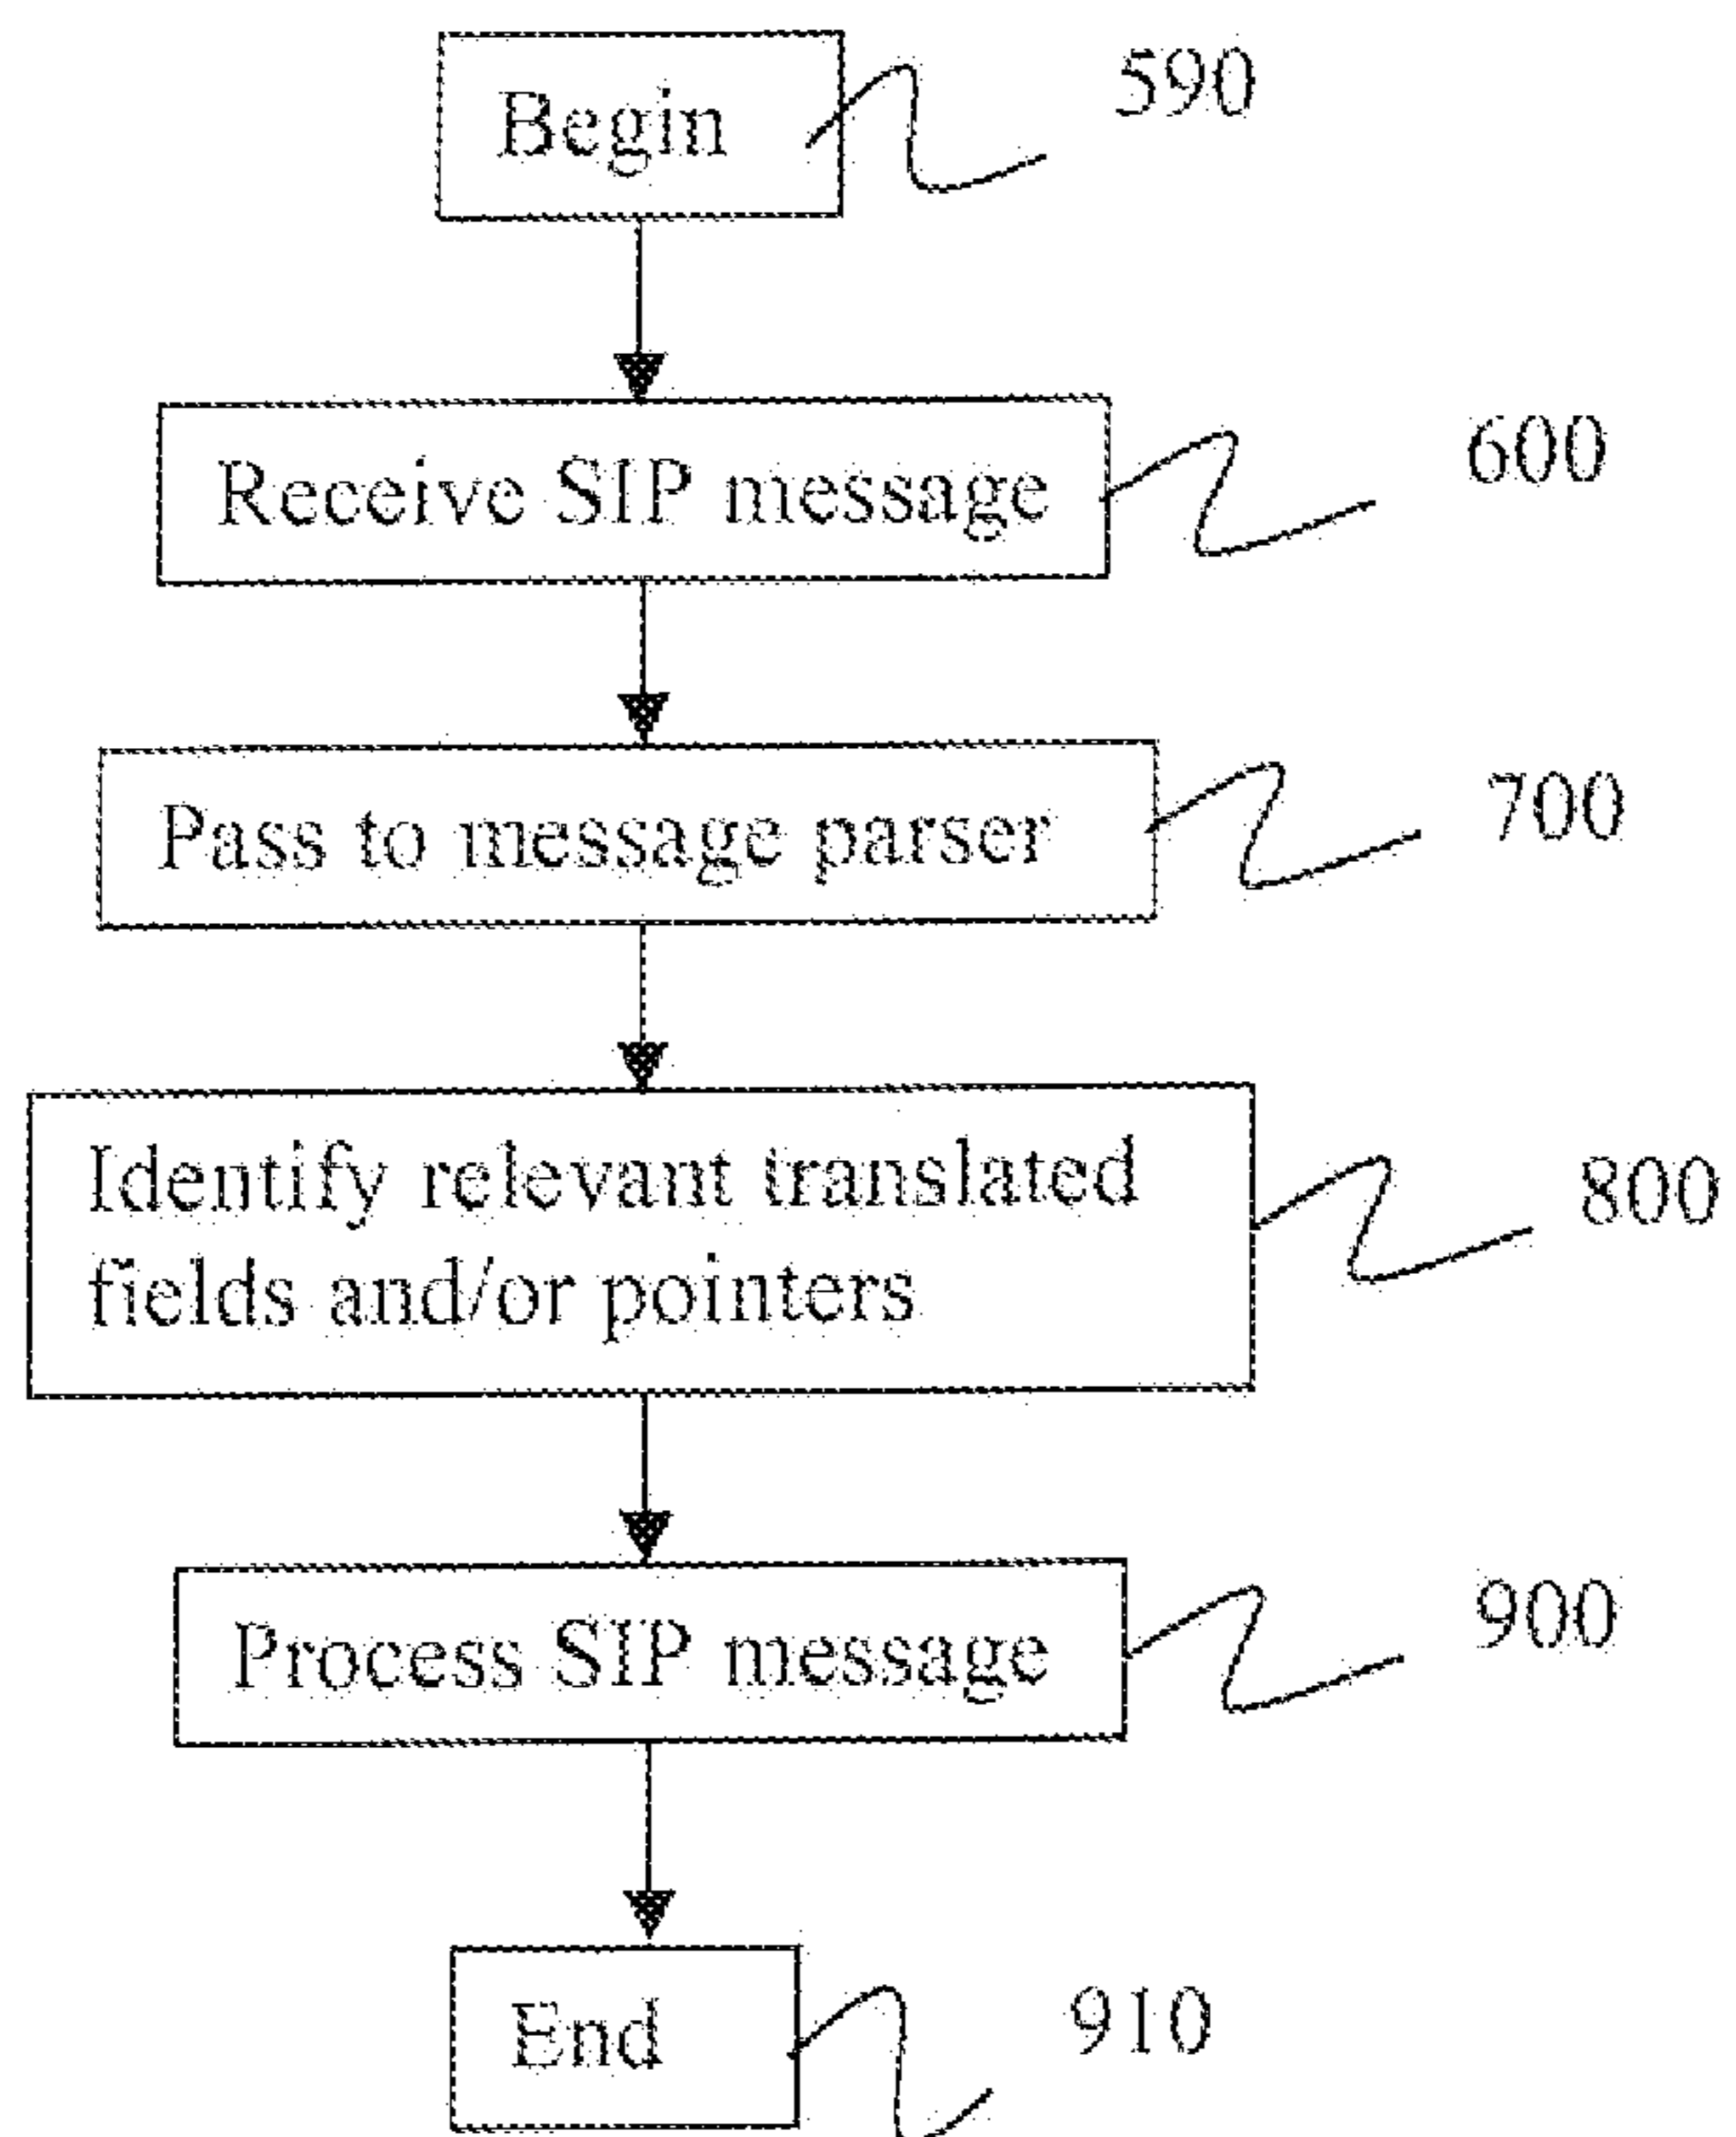 Begin
590
Receive SIP message
600
Pass to message parser
700
Identify relevant translated
fields and/or pointers
800
Process SIP message
900
End
910